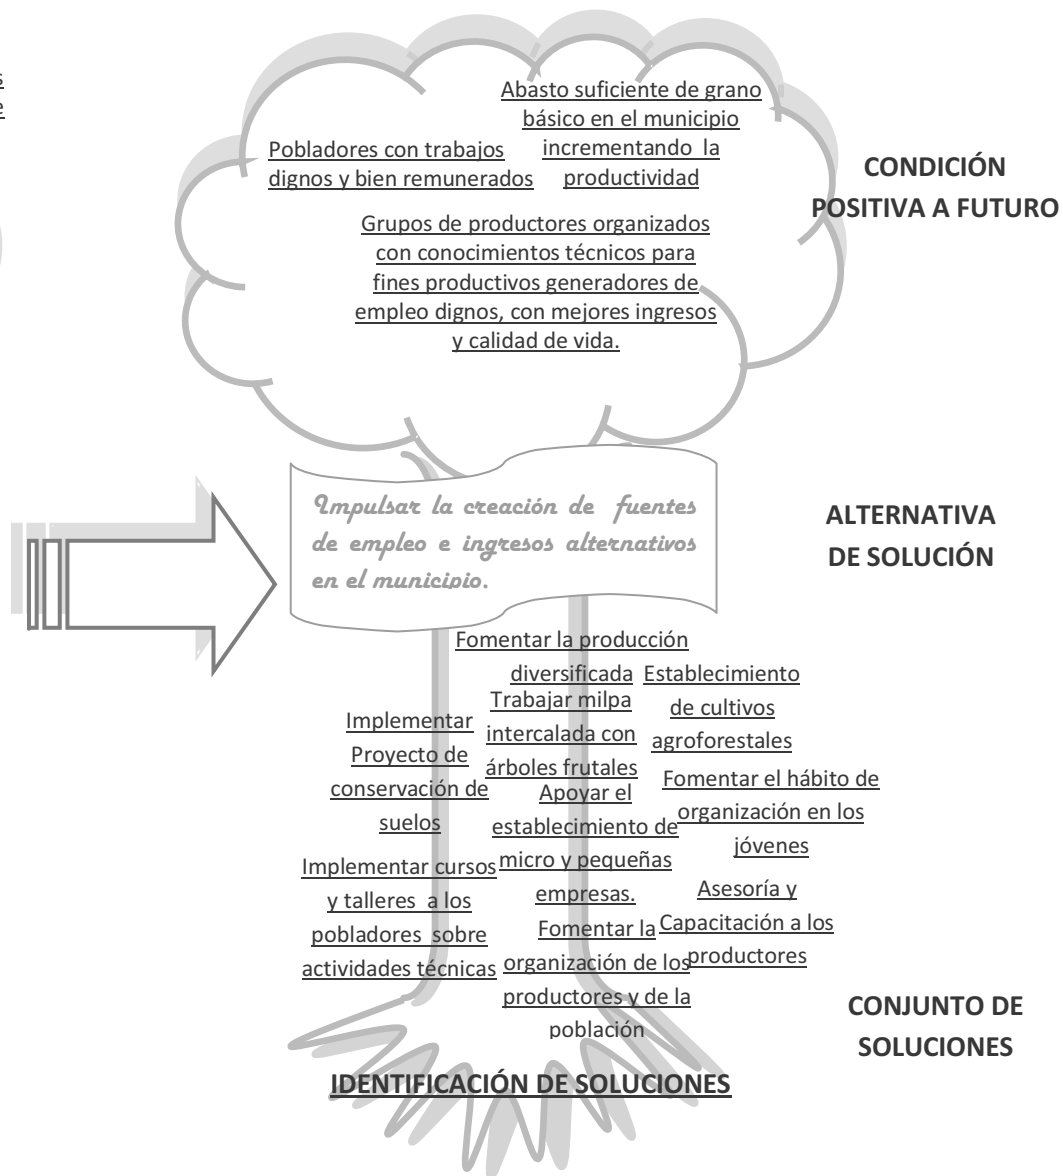 s
e
Abasto suficiente de grano
básico en el municipio
incrementando la
productividad
Pobladores con trabajos
dignos y bien remunerados
Grupos de productores organizados
con conocimientos técnicos para
fines productivos generadores de
empleo dignos, con mejores ingresos
y calidad de vida.
CONDICIÓN
POSITIVA A FUTURO
Impulsar la creación de fuentes
de empleo e ingresos alternativos
en el municipio.
ALTERNATIVA
DE SOLUCIÓN
Fomentar la producción
diversificada
Establecimiento
de cultivos
agroforestales
Trabajar milpa
intercalada con
árboles frutales
Implementar
Proyecto de
conservación de
suelos
Apoyar el
establecimiento de
micro y pequeñas
empresas.
Fomentar el hábito de
organización en los
jóvenes
Implementar cursos
y talleres a los
pobladores sobre
actividades técnicas
Asesoría y
Capacitación a los
productores
Fomentar la
organización de los
productores y de la
población
CONJUNTO DE
SOLUCIONES
IDENTIFICACIÓN DE SOLUCIONES